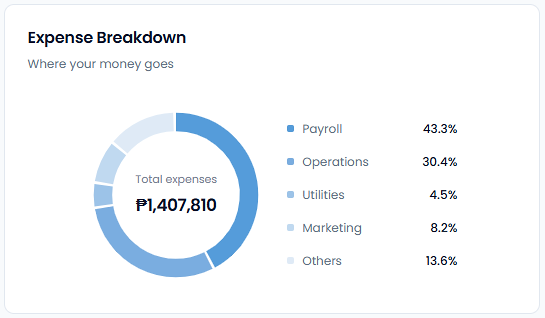 Expense Breakdown
Where your money goes
Total expenses
₱1,407,810
Payroll 43.3%
Operations 30.4%
Utilities 4.5%
Marketing 8.2%
Others 13.6%